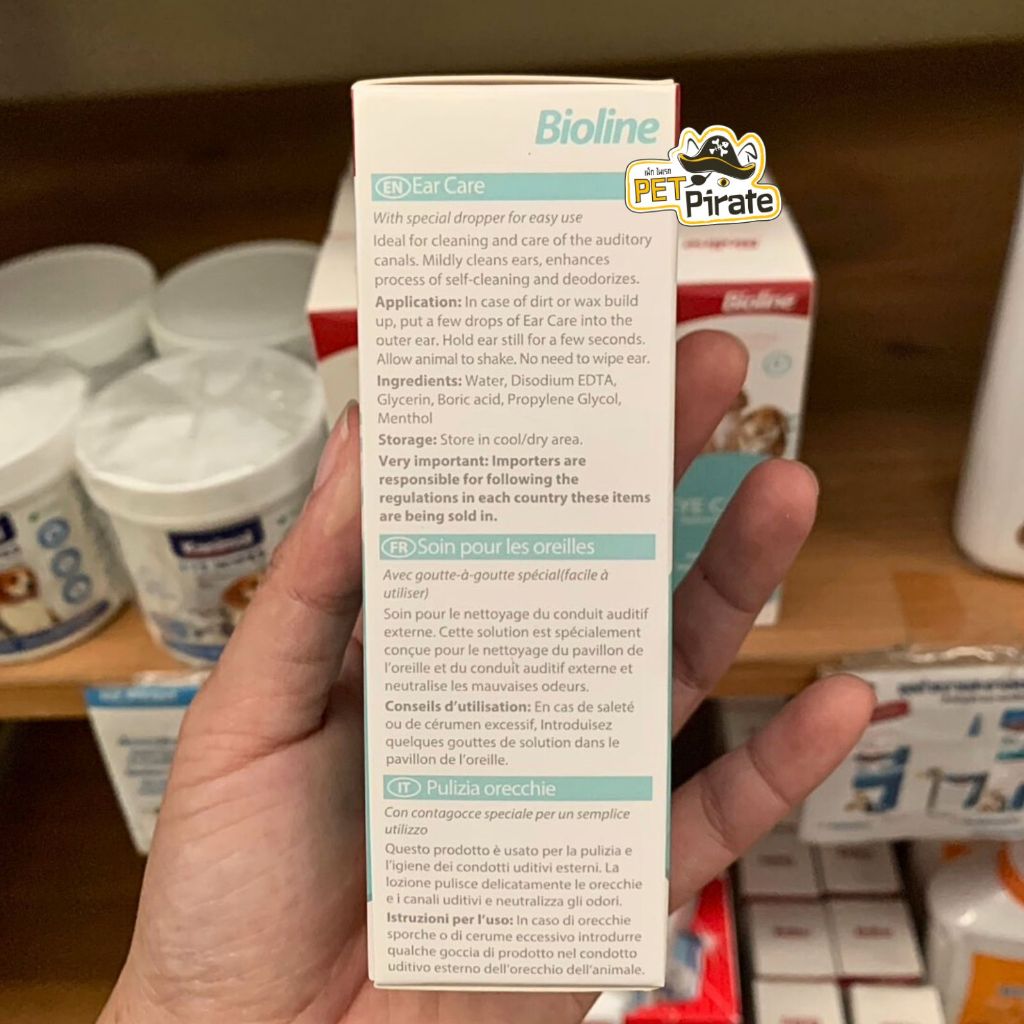 Bioline
เพ็ท ไพเรท
PET
Pirate
EN Ear Care
With special dropper for easy use
Ideal for cleaning and care of the auditory
canals. Mildly cleans ears, enhances
process of self-cleaning and deodorizes.
Application: In case of dirt or wax build
up, put a few drops of Ear Care into the
outer ear. Hold ear still for a few seconds.
Allow animal to shake. No need to wipe ear.
Ingredients: Water, Disodium EDTA,
Glycerin, Boric acid, Propylene Glycol,
Menthol
Storage: Store in cool/dry area.
Very important: Importers are
responsible for following the
regulations in each country these items
are being sold in.
FR Soin pour les oreilles
Avec goutte-à-goutte spécial(facile à
utiliser)
Soin pour le nettoyage du conduit auditif
externe. Cette solution est spécialement
conçue pour le nettoyage du pavillon de
l'oreille et du conduît auditif externe et
neutralise les mauvaises odeurs.
Conseils d'utilisation: En cas de saleté
ou de cérumen excessif, Introduisez
quelques gouttes de solution dans le
pavillon de l'oreille.
IT Pulizia orecchie
Con contagocce speciale per un semplice
utilizzo
Questo prodotto è usato per la pulizia e
l'igiene dei condotti uditivi esterni. La
lozione pulisce delicatamente le orecchie
e i canali uditivi e neutralizza gli odori.
Istruzioni per l'uso: In caso di orecchie
sporche o di cerume eccessivo introdurre
qualche goccia di prodotto nel condotto
uditivo esterno dell'orecchio dell'animale.
Bioline